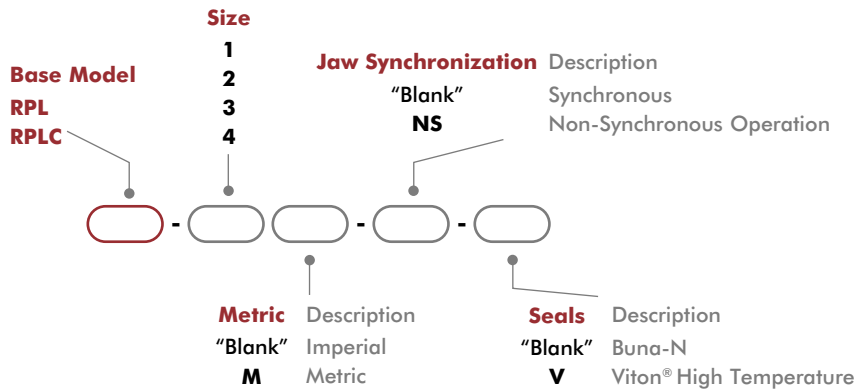 Size
1
2
3
4
Base Model
RPL
RPLC
Jaw Synchronization Description
“Blank” Synchronous
NS Non-Synchronous Operation
- - -
Metric Description
“Blank” Imperial
M Metric
Seals Description
“Blank” Buna-N
V Viton® High Temperature